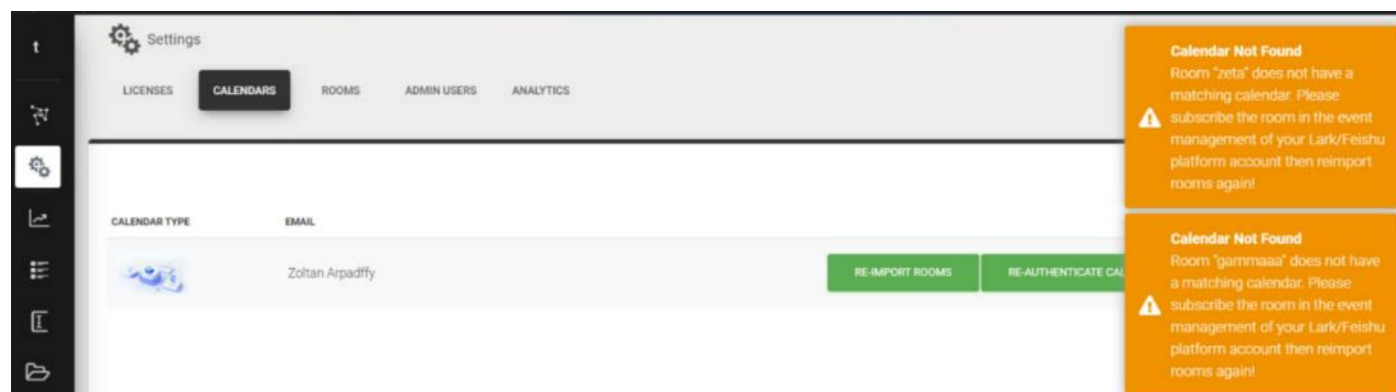 t
Settings
LICENSES CALENDARS ROOMS ADMIN USERS ANALYTICS
CALENDAR TYPE EMAIL
Zoltan Arpadffy RE-IMPORT ROOMS RE-AUTHENTICATE CAL
Calendar Not Found
Room "zeta" does not have a
matching calendar. Please
subscribe the room in the event
management of your Lark/Feishu
platform account then reimport
rooms again!
Calendar Not Found
Room "gammaaa" does not have
a matching calendar. Please
subscribe the room in the event
management of your Lark/Feishu
platform account then reimport
rooms again!